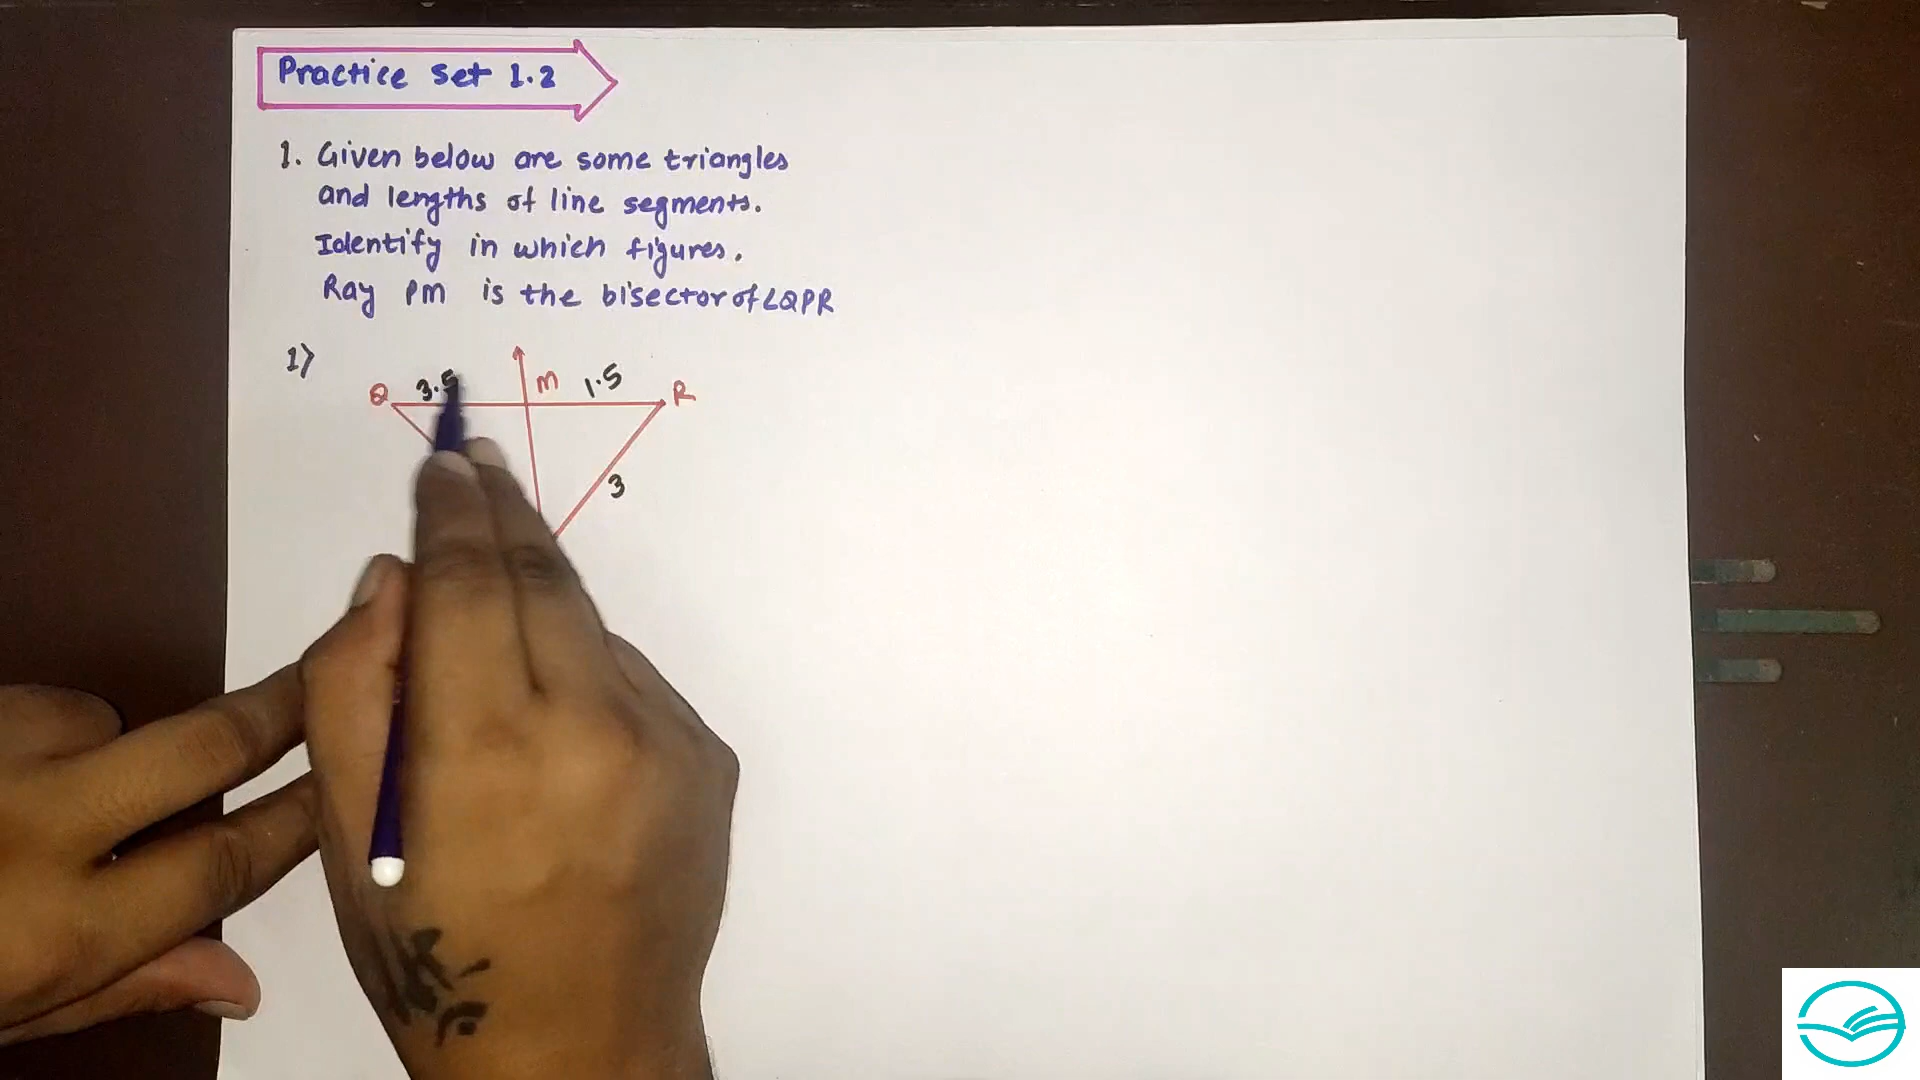 Practice Set 1.2
1. Given below are some triangles
and lengths of line segments.
Identify in which figures.
Ray PM is the bisector of ∠QPR
1)
Q 3.5 M 1.5 R
3